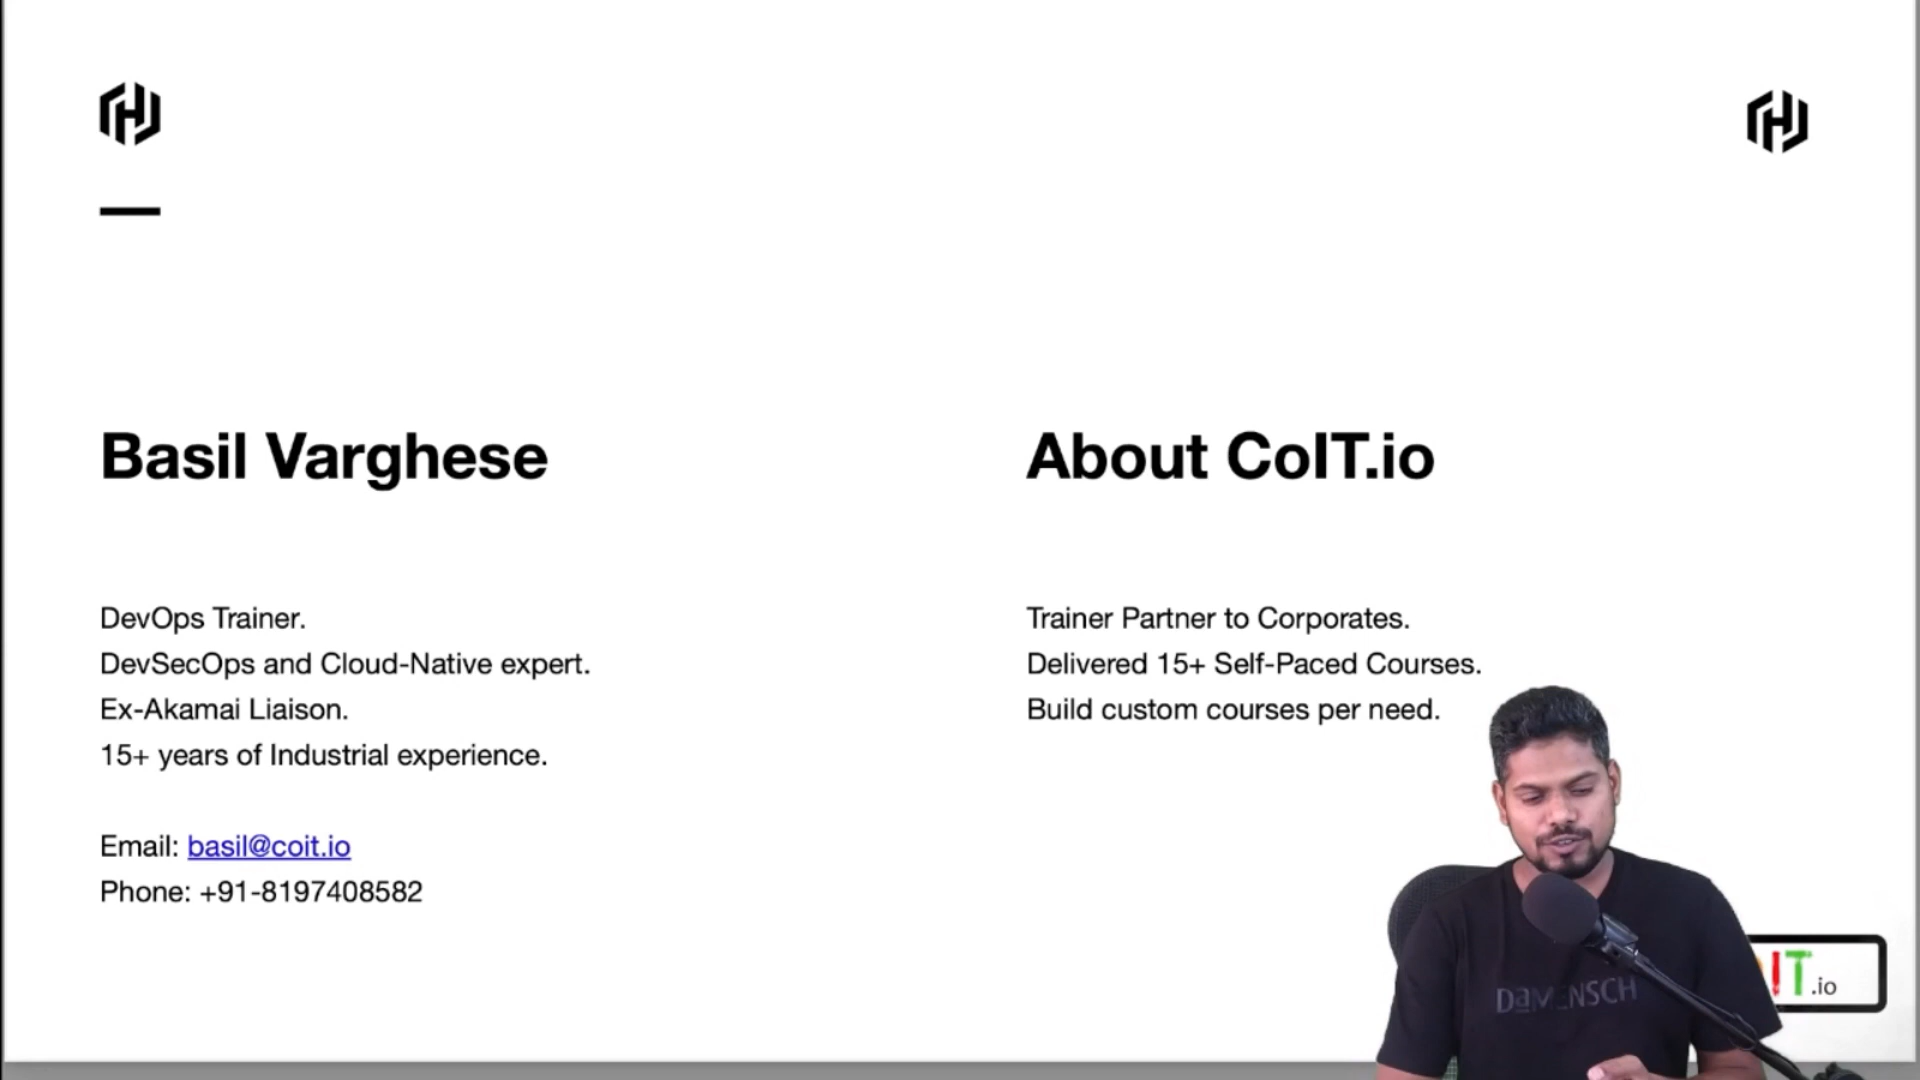 Basil Varghese
DevOps Trainer.
DevSecOps and Cloud-Native expert.
Ex-Akamai Liaison.
15+ years of Industrial experience.
Email: basil@coit.io
Phone: +91-8197408582
About CoIT.io
Trainer Partner to Corporates.
Delivered 15+ Self-Paced Courses.
Build custom courses per need.
DaMENSCH
IT.io